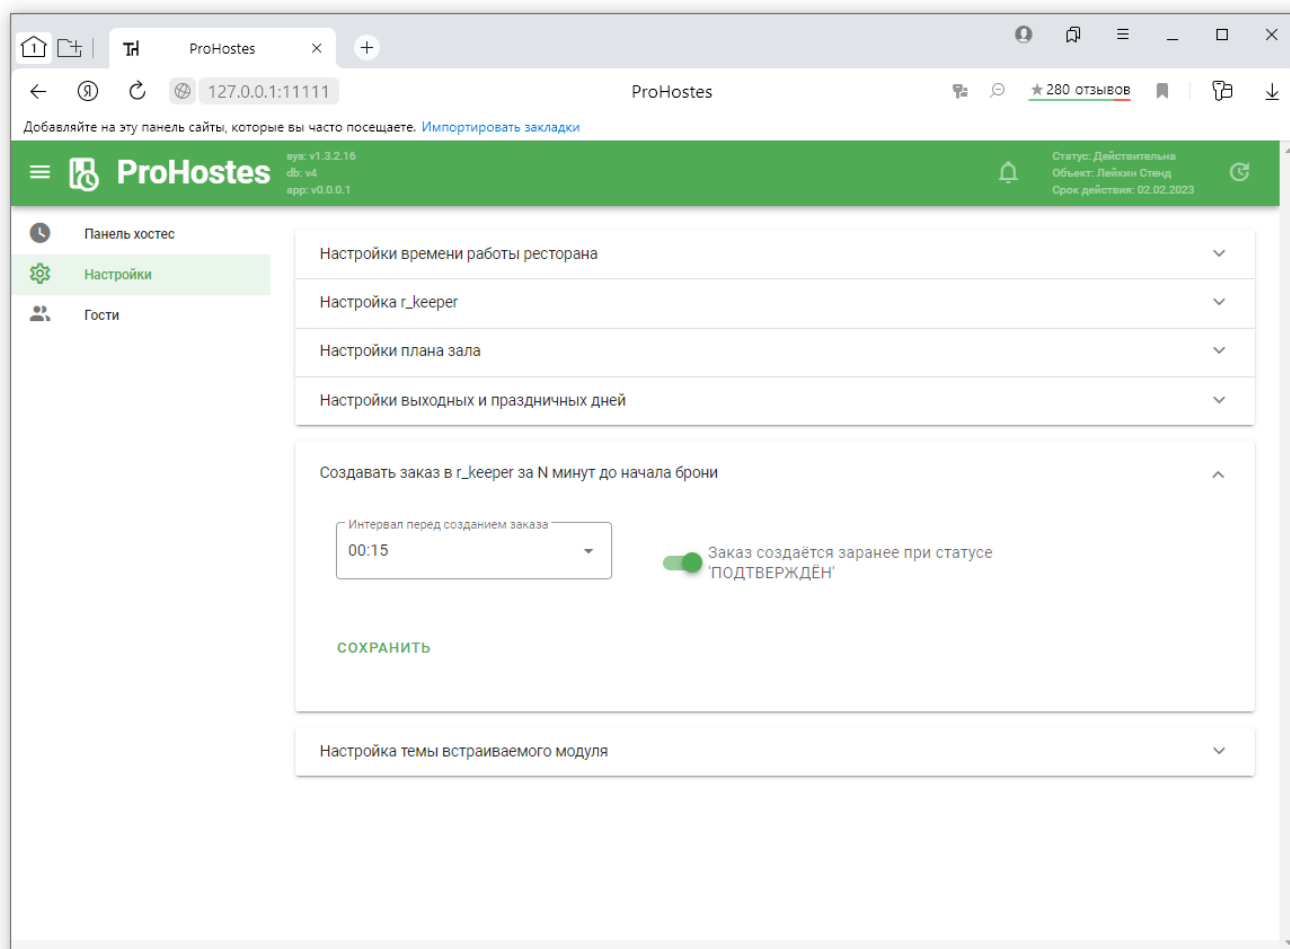 1
TH ProHostes
Я 127.0.0.1:11111 ProHostes 280 отзывов
Добавляйте на эту панель сайты, которые вы часто посещаете. Импортировать закладки
ProHostes
sys: v1.3.2.16
db: v4
app: v0.0.0.1
Статус: Действительна
Объект: Лейкин Стенд
Срок действия: 02.02.2023
Панель хостес
Настройки
Гости
Настройки времени работы ресторана
Настройка r_keeper
Настройки плана зала
Настройки выходных и праздничных дней
Создавать заказ в r_keeper за N минут до начала брони
Интервал перед созданием заказа
00:15
Заказ создаётся заранее при статусе
'ПОДТВЕРЖДЁН'
СОХРАНИТЬ
Настройка темы встраиваемого модуля